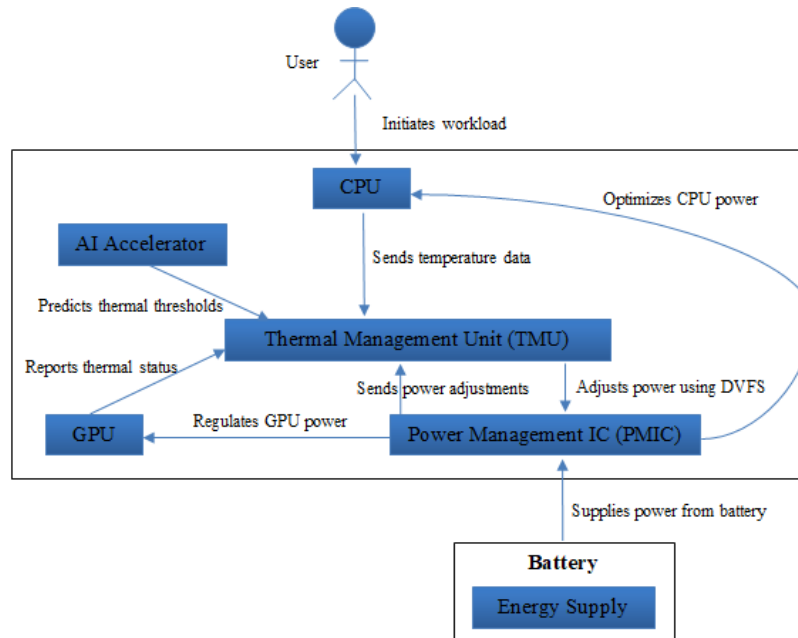 User
Initiates workload
CPU
Optimizes CPU power
AI Accelerator
Sends temperature data
Predicts thermal thresholds
Thermal Management Unit (TMU)
Reports thermal status
Sends power adjustments
Adjusts power using DVFS
Regulates GPU power
GPU
Power Management IC (PMIC)
Supplies power from battery
Battery
Energy Supply